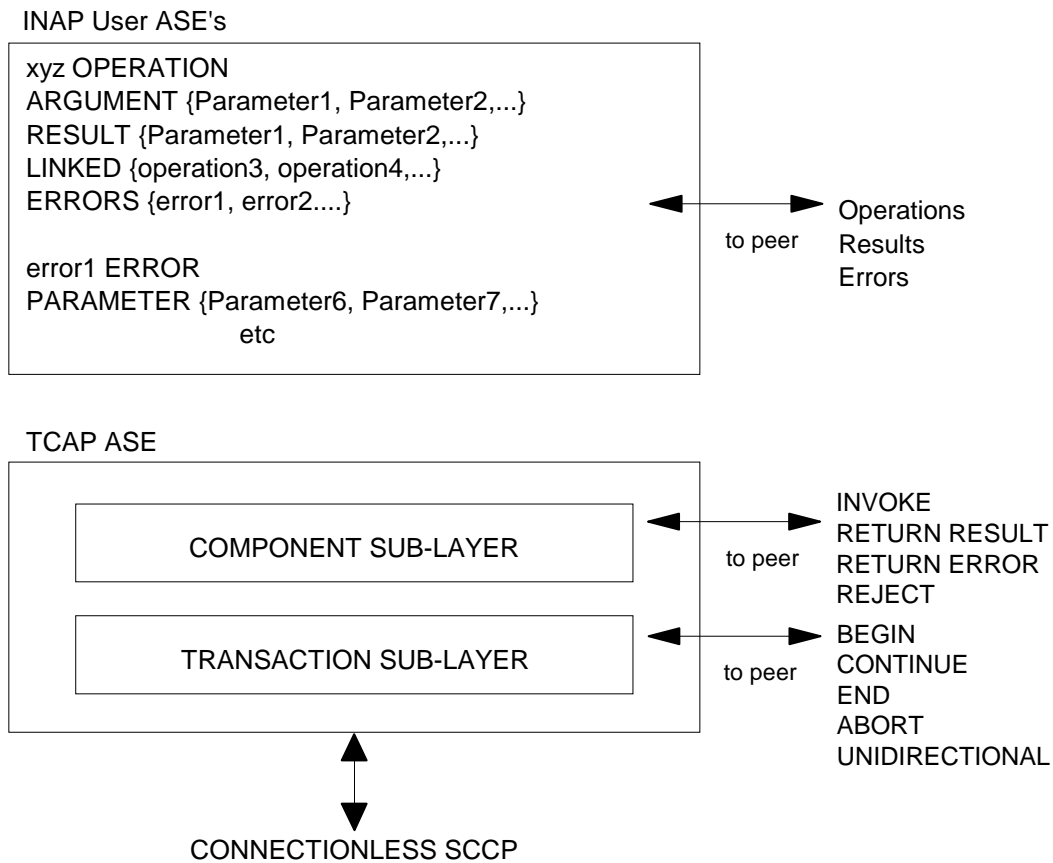 INAP User ASE's
xyz OPERATION
ARGUMENT {Parameter1, Parameter2,...}
RESULT {Parameter1, Parameter2,...}
LINKED {operation3, operation4,...}
ERRORS {error1, error2....}
error1 ERROR
PARAMETER {Parameter6, Parameter7,...}
etc
to peer
Operations
Results
Errors
TCAP ASE
COMPONENT SUB-LAYER
to peer
INVOKE
RETURN RESULT
RETURN ERROR
REJECT
TRANSACTION SUB-LAYER
to peer
BEGIN
CONTINUE
END
ABORT
UNIDIRECTIONAL
CONNECTIONLESS SCCP